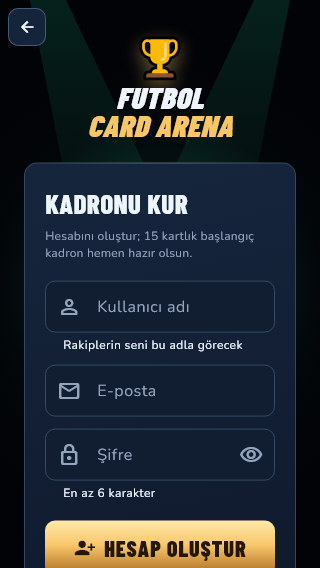 FUTBOL
CARD ARENA
KADRONU KUR
Hesabını oluştur; 15 kartlık başlangıç
kadron hemen hazır olsun.
Kullanıcı adı
Rakiplerin seni bu adla görecek
E-posta
Şifre
En az 6 karakter
HESAP OLUŞTUR